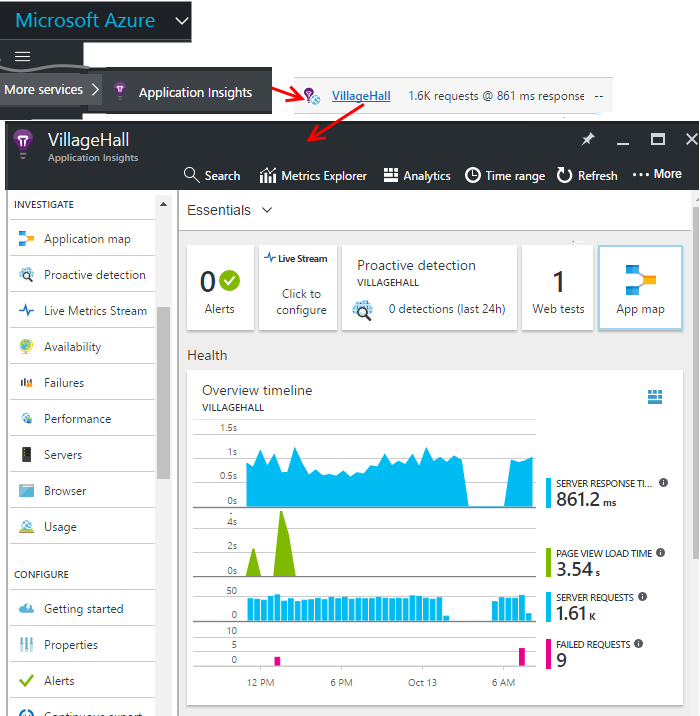 Microsoft Azure
More services
Application Insights
VillageHall
1.6K requests @ 861 ms response
--
VillageHall
Application Insights
Search
Metrics Explorer
Analytics
Time range
Refresh
••• More
INVESTIGATE
Application map
Proactive detection
Live Metrics Stream
Availability
Failures
Performance
Servers
Browser
Usage
CONFIGURE
Getting started
Properties
Alerts
Essentials
0
Alerts
Live Stream
Click to
configure
Proactive detection
VILLAGEHALL
0 detections (last 24h)
1
Web tests
App map
Health
Overview timeline
VILLAGEHALL
1.5s
1s
0.5s
0s
4s
2s
0s
50
0
10
5
0
12 PM
6 PM
Oct 13
6 AM
SERVER RESPONSE TI...
861.2 ms
PAGE VIEW LOAD TIME
3.54 s
SERVER REQUESTS
1.61 K
FAILED REQUESTS
9